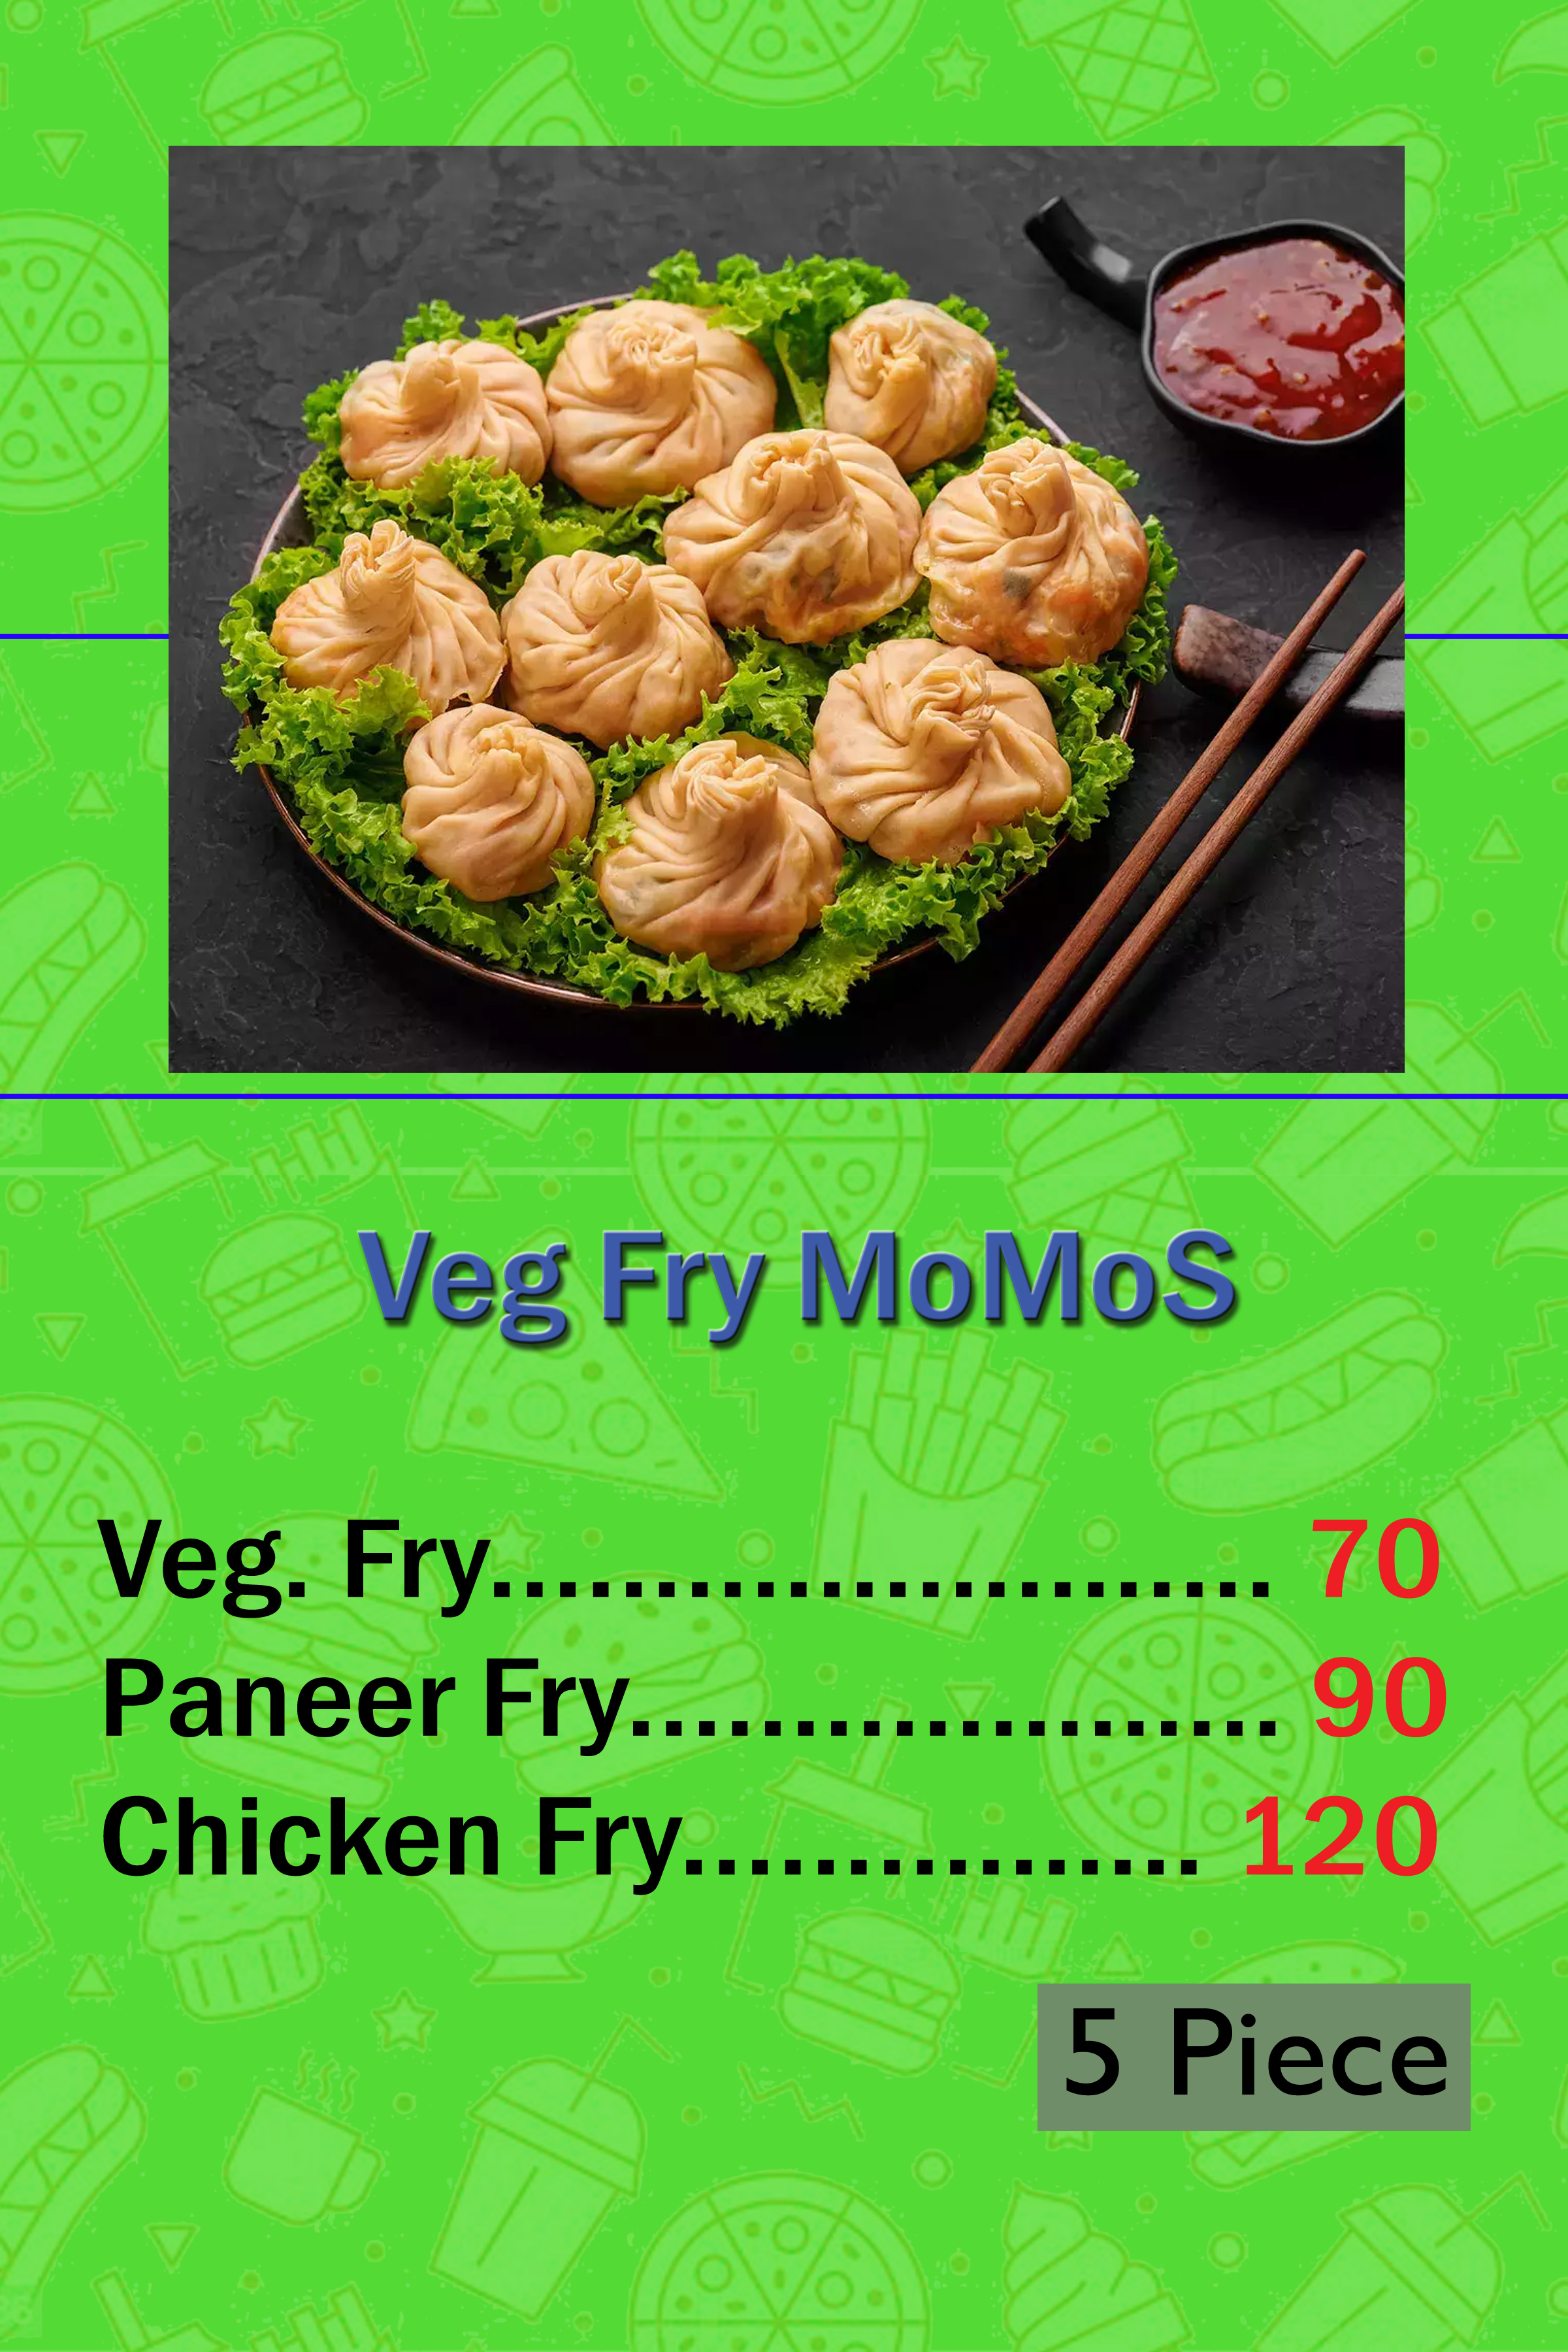 Veg Fry MoMoS
Veg. Fry........................ 70
Paneer Fry.................... 90
Chicken Fry................ 120
5 Piece